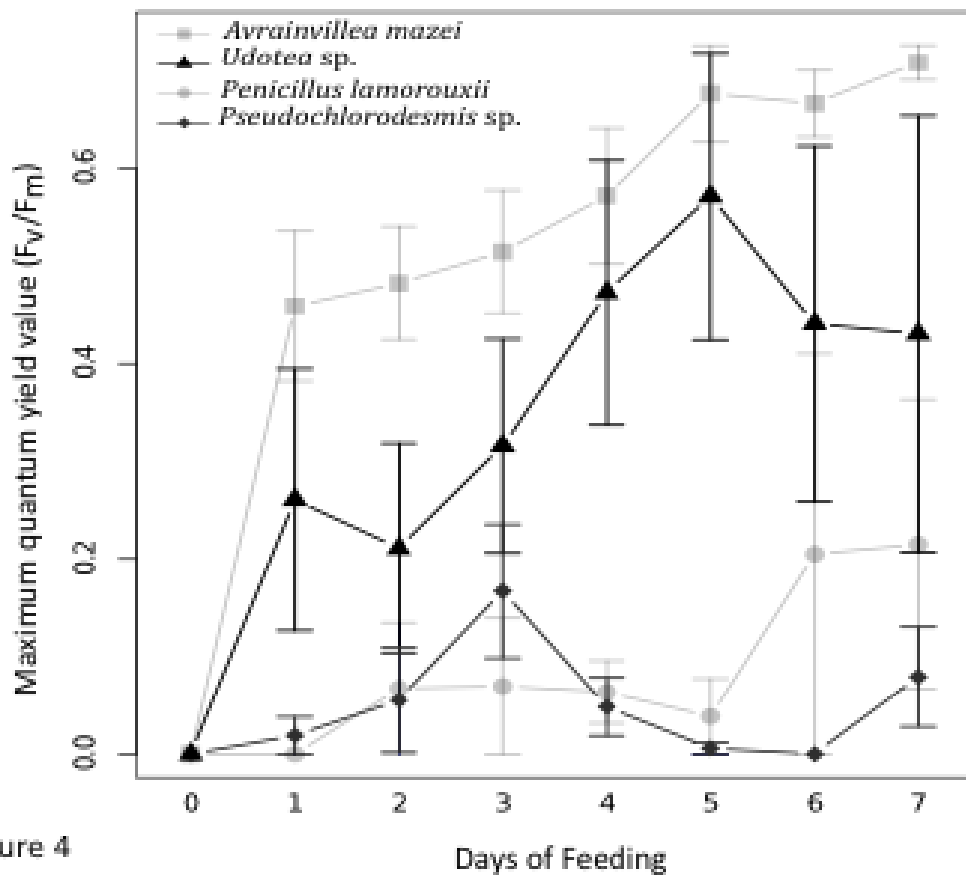 Avrainvillea mazei
Udotea sp.
Penicillus lamorouxii
Pseudochlorodesmis sp.
Maximum quantum yield value (Fv/Fm)
0.6
0.4
0.2
0.0
0 1 2 3 4 5 6 7
Days of Feeding
ure 4